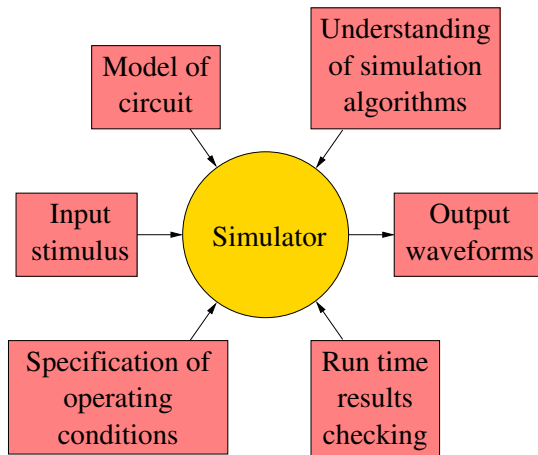 Model of
circuit
Understanding
of simulation
algorithms
Input
stimulus
Simulator
Output
waveforms
Specification of
operating
conditions
Run time
results
checking